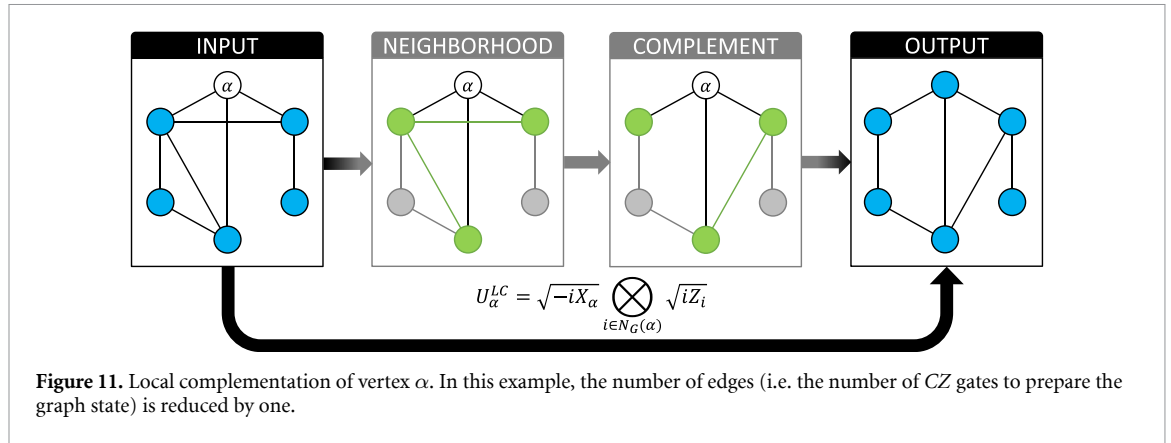 INPUT
NEIGHBORHOOD
COMPLEMENT
OUTPUT
α
α
α
U_α^{LC} = √(-iX_α) ⨂_{i∈N_G(α)} √(iZ_i)
Figure 11. Local complementation of vertex α. In this example, the number of edges (i.e. the number of CZ gates to prepare the
graph state) is reduced by one.